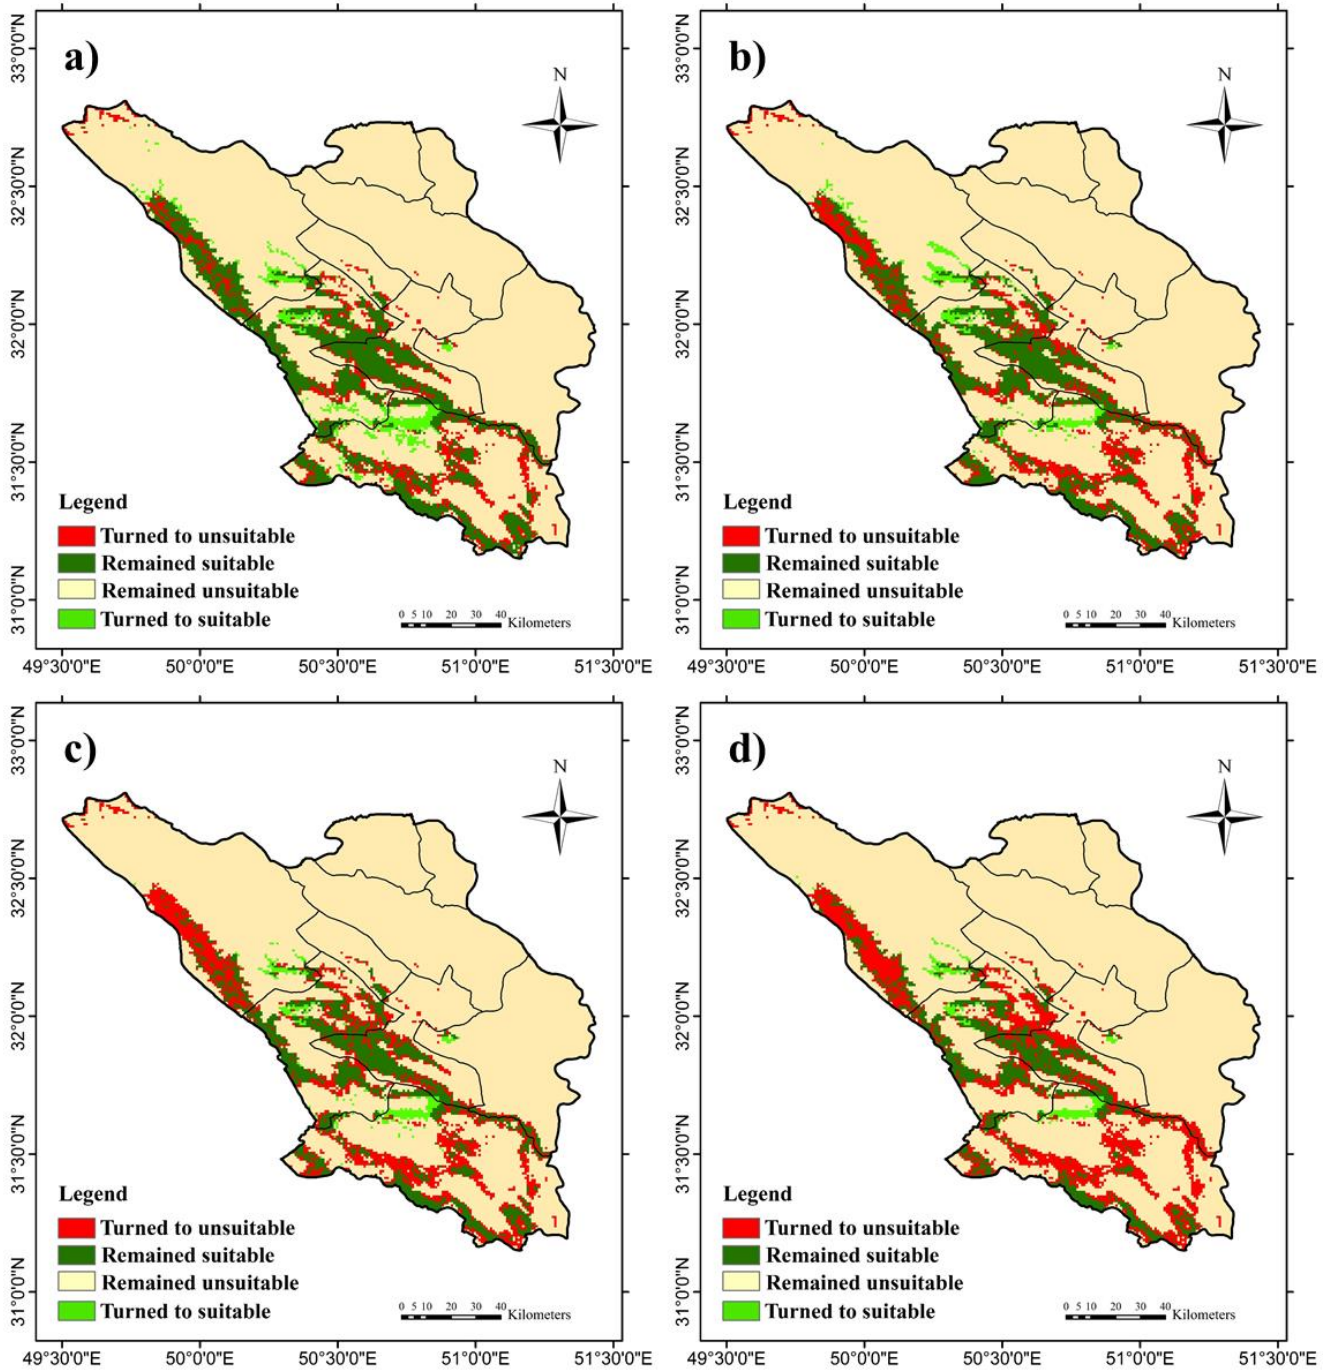 a)
N
33°0'0"N
32°30'0"N
32°0'0"N
31°30'0"N
31°0'0"N
Legend
Turned to unsuitable
Remained suitable
Remained unsuitable
Turned to suitable
0 5 10 20 30 40
Kilometers
49°30'0"E 50°0'0"E 50°30'0"E 51°0'0"E 51°30'0"E
b)
N
33°0'0"N
32°30'0"N
32°0'0"N
31°30'0"N
31°0'0"N
Legend
Turned to unsuitable
Remained suitable
Remained unsuitable
Turned to suitable
0 5 10 20 30 40
Kilometers
49°30'0"E 50°0'0"E 50°30'0"E 51°0'0"E 51°30'0"E
c)
N
33°0'0"N
32°30'0"N
32°0'0"N
31°30'0"N
31°0'0"N
Legend
Turned to unsuitable
Remained suitable
Remained unsuitable
Turned to suitable
0 5 10 20 30 40
Kilometers
49°30'0"E 50°0'0"E 50°30'0"E 51°0'0"E 51°30'0"E
d)
N
33°0'0"N
32°30'0"N
32°0'0"N
31°30'0"N
31°0'0"N
Legend
Turned to unsuitable
Remained suitable
Remained unsuitable
Turned to suitable
0 5 10 20 30 40
Kilometers
49°30'0"E 50°0'0"E 50°30'0"E 51°0'0"E 51°30'0"E